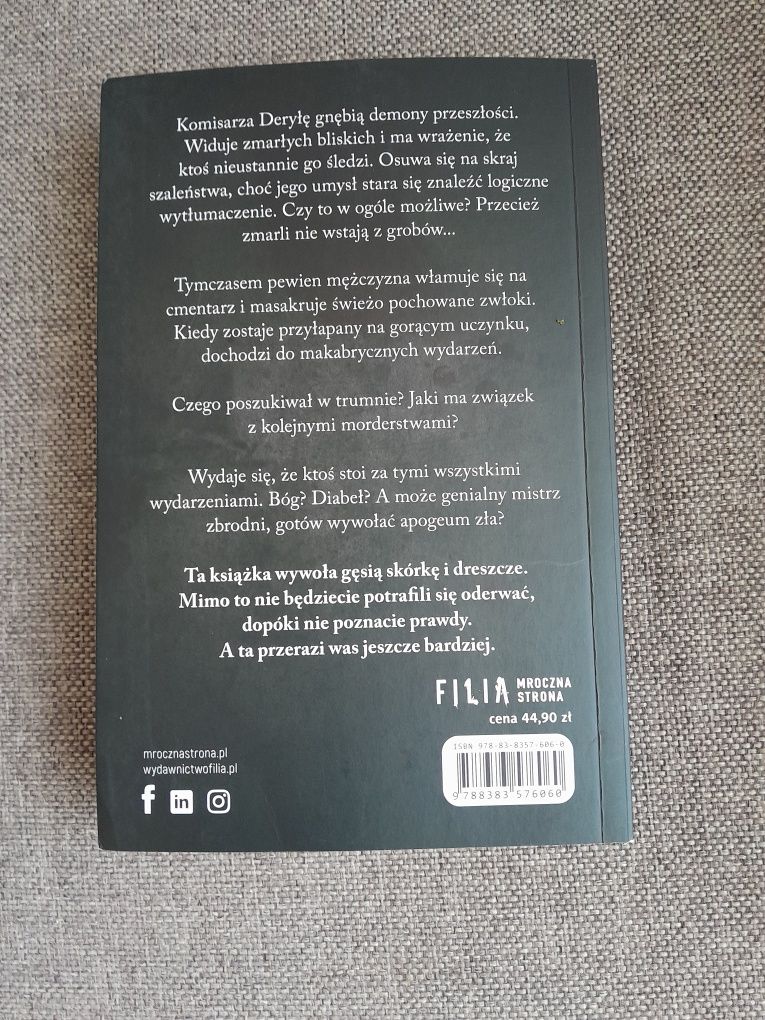 Komisarza Deryłę gnębią demony przeszłości.
Widuje zmarłych bliskich i ma wrażenie, że
ktoś nieustannie go śledzi. Osuwa się na skraj
szaleństwa, choć jego umysł stara się znaleźć logiczne
wytłumaczenie. Czy to w ogóle możliwe? Przecież
zmarli nie wstają z grobów...
Tymczasem pewien mężczyzna włamuje się na
cmentarz i masakruje świeżo pochowane zwłoki.
Kiedy zostaje przyłapany na gorącym uczynku,
dochodzi do makabrycznych wydarzeń.
Czego poszukiwał w trumnie? Jaki ma związek
z kolejnymi morderstwami?
Wydaje się, że ktoś stoi za tymi wszystkimi
wydarzeniami. Bóg? Diabeł? A może genialny mistrz
zbrodni, gotów wywołać apogeum zła?
Ta książka wywoła gęsią skórkę i dreszcze.
Mimo to nie będziecie potrafili się oderwać,
dopóki nie poznacie prawdy.
A ta przerazi was jeszcze bardziej.
FILIA MROCZNA
STRONA
cena 44,90 zł
mrocznastrona.pl
wydawnictwofilia.pl
ISBN 978-83-8357-606-0
9 788383 576060